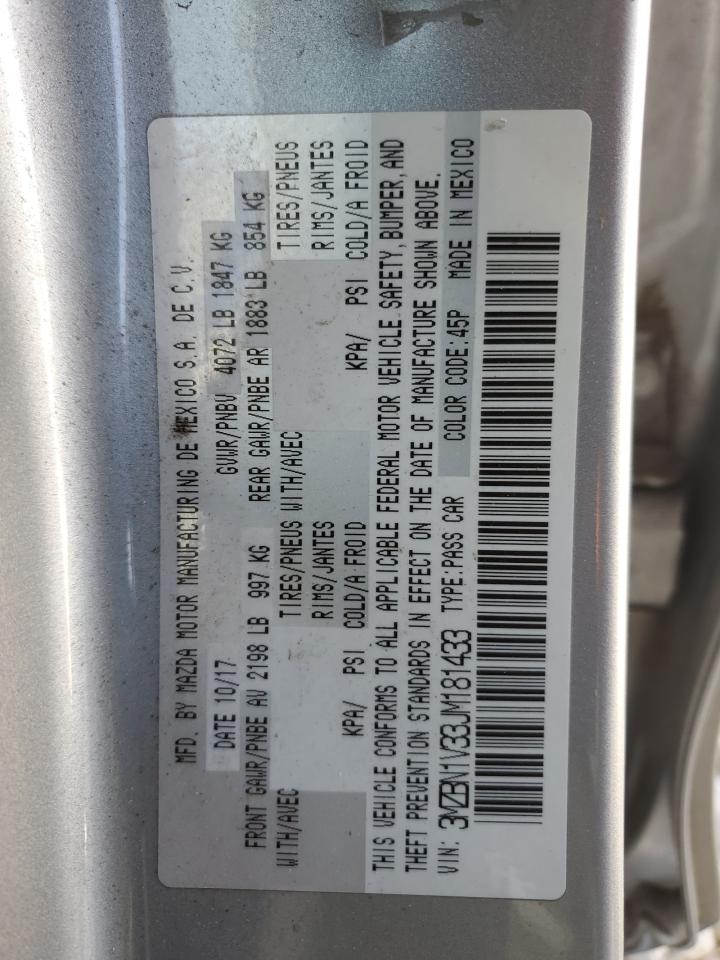 MFD. BY MAZDA MOTOR MANUFACTURING DE MEXICO S.A. DE C.V.
DATE 10/17 GVWR/PNBV 4072 LB 1847 KG
FRONT GAWR/PNBE AV 2198 LB 997 KG REAR GAWR/PNBE AR 1883 LB 854 KG
WITH/AVEC TIRES/PNEUS WITH/AVEC TIRES/PNEUS
RIMS/JANTES RIMS/JANTES
KPA/ PSI COLD/A FROID KPA/ PSI COLD/A FROID
THIS VEHICLE CONFORMS TO ALL APPLICABLE FEDERAL MOTOR VEHICLE SAFETY, BUMPER, AND
THEFT PREVENTION STANDARDS IN EFFECT ON THE DATE OF MANUFACTURE SHOWN ABOVE.
VIN: 3MZBN1V33JM181433 TYPE:PASS CAR COLOR CODE:45P MADE IN MEXICO